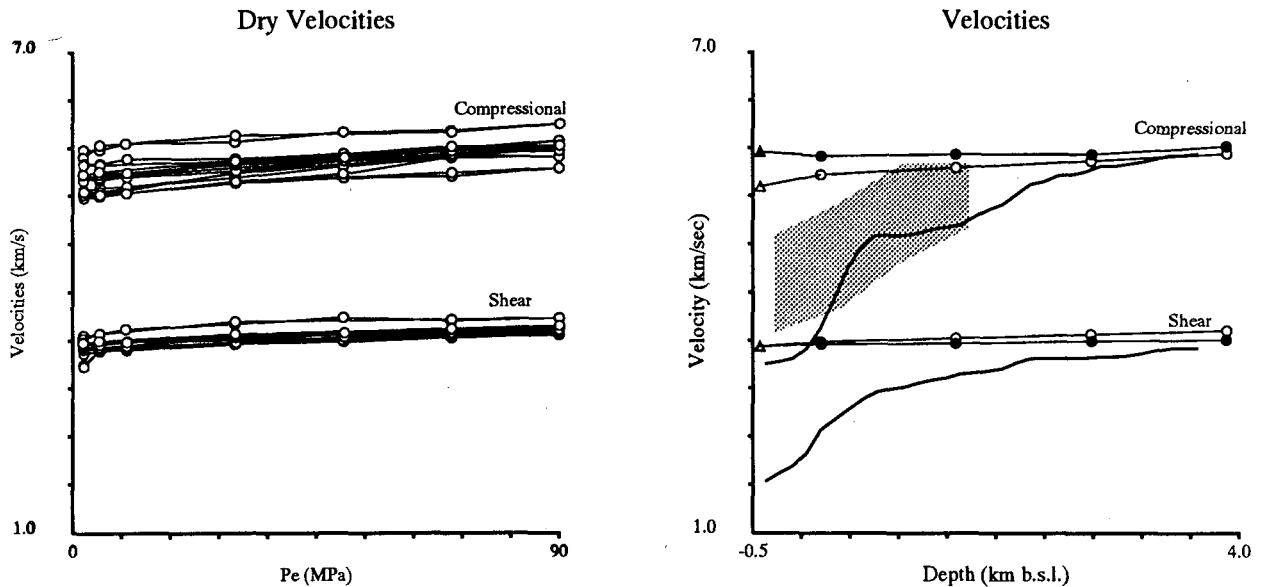 Dry Velocities
7.0
Compressional
Shear
Velocities (km/s)
1.0
0
90
Pe (MPa)
Velocities
7.0
Compressional
Shear
Velocity (km/sec)
1.0
-0.5
4.0
Depth (km b.s.l.)